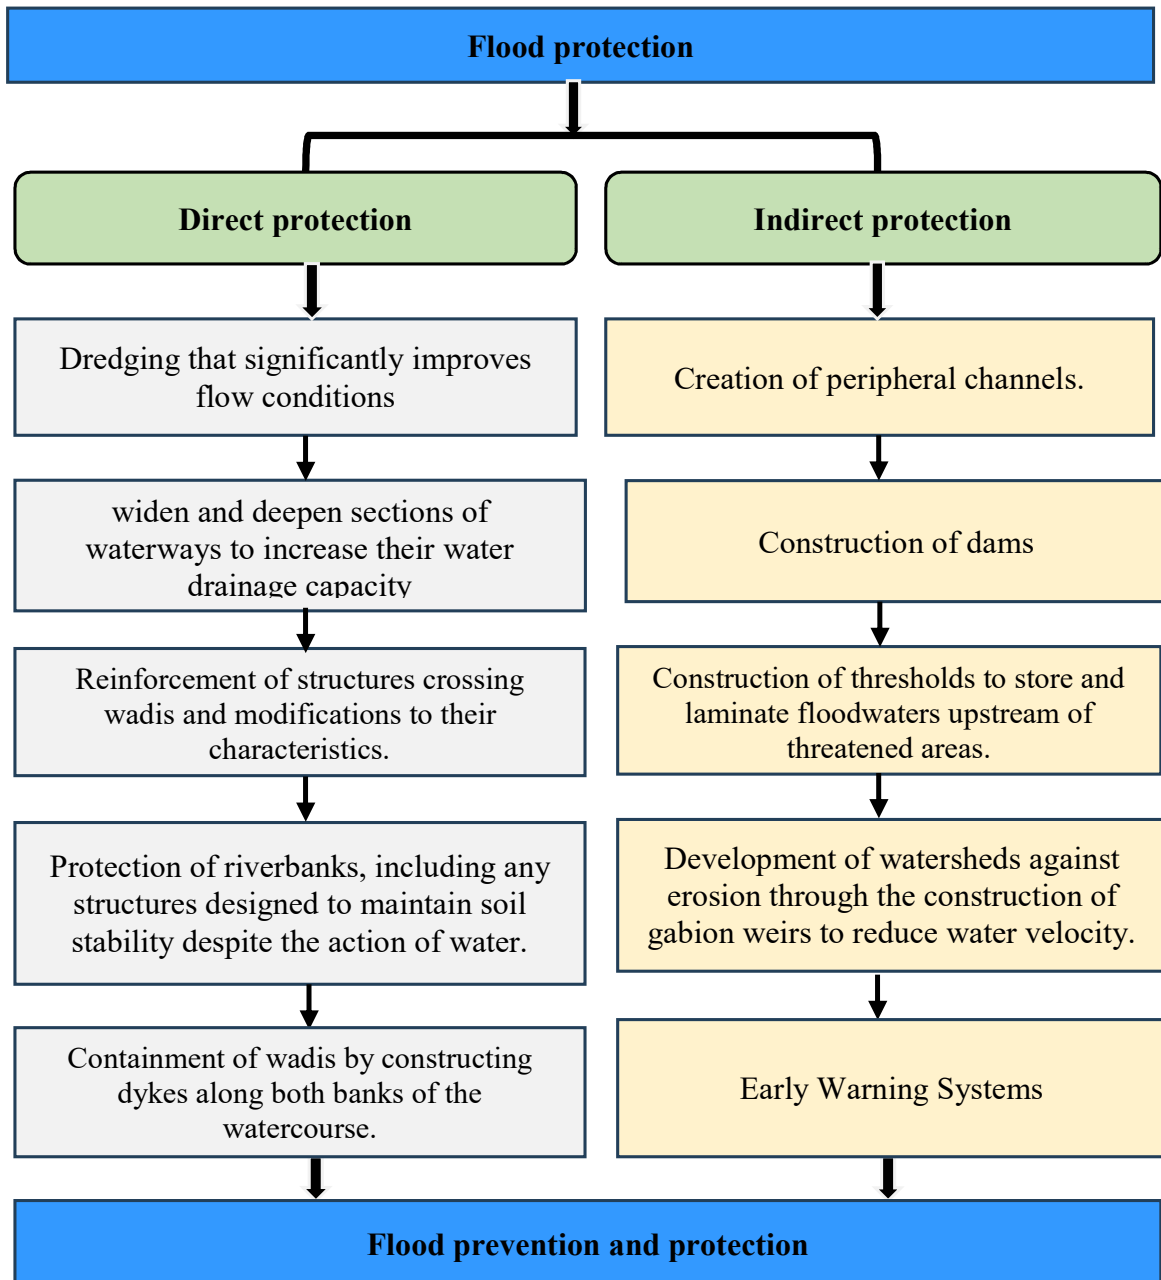 Flood protection
Direct protection
Indirect protection
Dredging that significantly improves
flow conditions
Creation of peripheral channels.
widen and deepen sections of
waterways to increase their water
drainage capacity
Construction of dams
Reinforcement of structures crossing
wadis and modifications to their
characteristics.
Construction of thresholds to store and
laminate floodwaters upstream of
threatened areas.
Protection of riverbanks, including any
structures designed to maintain soil
stability despite the action of water.
Development of watersheds against
erosion through the construction of
gabion weirs to reduce water velocity.
Containment of wadis by constructing
dykes along both banks of the
watercourse.
Early Warning Systems
Flood prevention and protection